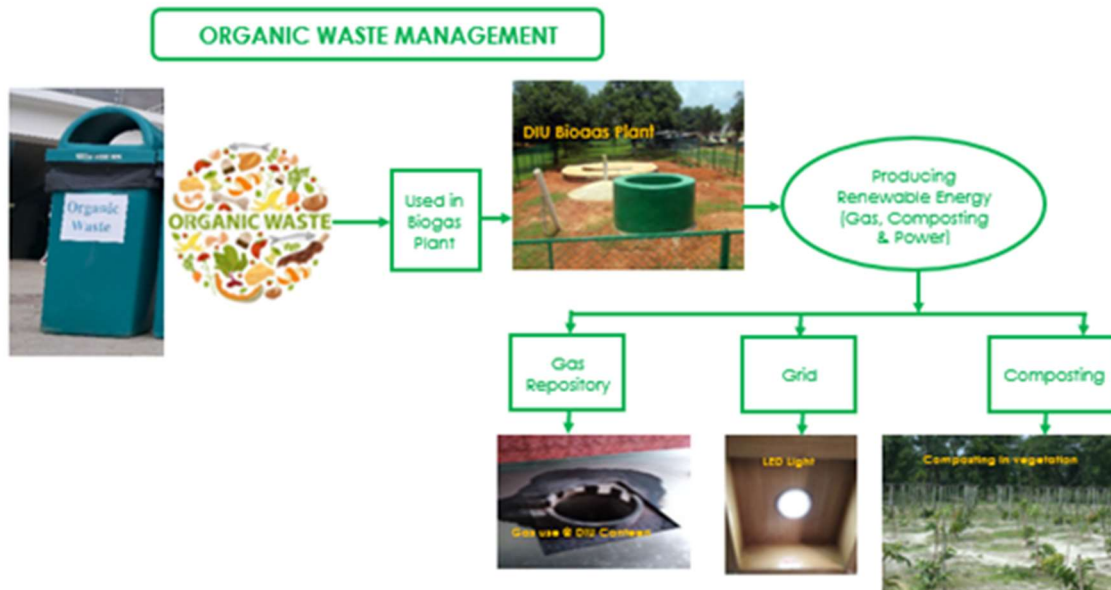 ORGANIC WASTE MANAGEMENT
Organic
Waste
ORGANIC WASTE
Used in
Biogas
Plant
DIU Biogas Plant
Producing
Renewable Energy
(Gas, Composting
& Power)
Gas
Repository
Grid
Composting
Gas use @ DIU Canteen
LED Light
Composting in vegetation